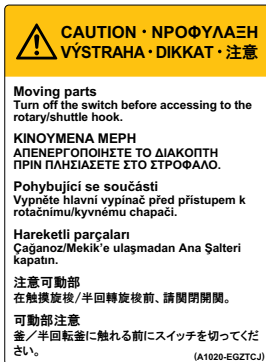 CAUTION・ΝΡΟΦΥΛΑΞΗ
VÝSTRAHA・DIKKAT・注意
Moving parts
Turn off the switch before accessing to the
rotary/shuttle hook.
ΚΙΝΟΥΜΕΝΑ ΜΕΡΗ
ΑΠΕΝΕΡΓΟΠΟΙΗΣΤΕ ΤΟ ΔΙΑΚΟΠΤΗ
ΠΡΙΝ ΠΛΗΣΙΑΣΕΤΕ ΣΤΟ ΣΤΡΟΦΑΛΟ.
Pohybující se součásti
Vypněte hlavní vypínač před přístupem k
rotačnímu/kyvnému chapači.
Hareketli parçaları
Çağanoz/Mekik'e ulaşmadan Ana Şalteri
kapatın.
注意可動部
在触摸旋梭/半回轉旋梭前、請関閉開関。
可動部注意
釜／半回転釜に触れる前にスイッチを切ってくだ
さい。
(A1020-EGZTCJ)